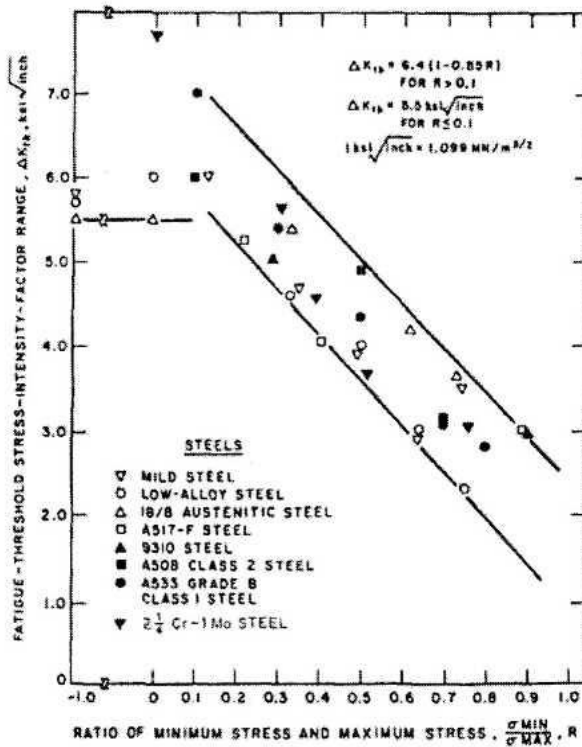 ΔK_th = 6.4 (1-0.85R)
FOR R > 0.1
ΔK_th = 5.5 ksi √inch
FOR R ≤ 0.1
1 ksi √inch = 1.099 MN/m^3/2
FATIGUE-THRESHOLD STRESS-INTENSITY-FACTOR RANGE, ΔK_th, ksi √inch
7.0
6.0
5.0
4.0
3.0
2.0
1.0
0
STEELS
▽ MILD STEEL
○ LOW-ALLOY STEEL
△ 18/8 AUSTENITIC STEEL
□ A517-F STEEL
▲ 9310 STEEL
■ A508 CLASS 2 STEEL
● A533 GRADE B
CLASS 1 STEEL
▼ 2 1/4 Cr-1 Mo STEEL
-1.0 0 0.1 0.2 0.3 0.4 0.5 0.6 0.7 0.8 0.9 1.0
RATIO OF MINIMUM STRESS AND MAXIMUM STRESS, σMIN/σMAX, R